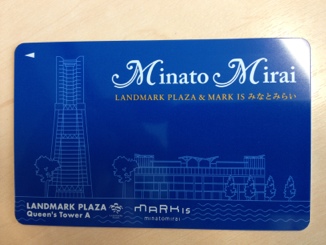 Minato Mirai
LANDMARK PLAZA & MARK IS みなとみらい
LANDMARK PLAZA
Queen's Tower A
MARK IS
minatomirai